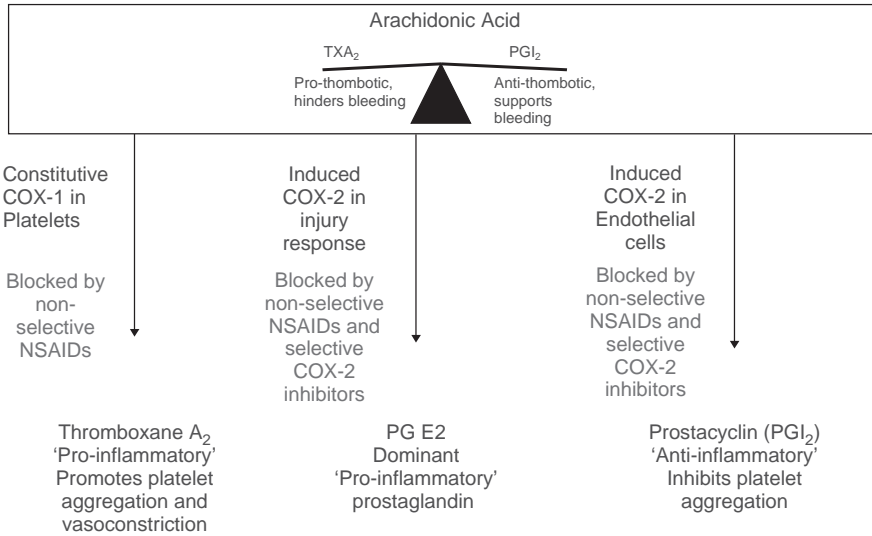 Arachidonic Acid
TXA2
Pro-thombotic,
hinders bleeding
PGI2
Anti-thombotic,
supports
bleeding
Constitutive
COX-1 in
Platelets
Blocked by
non-
selective
NSAIDs
Thromboxane A2
‘Pro-inflammatory’
Promotes platelet
aggregation and
vasoconstriction
Induced
COX-2 in
injury
response
Blocked by
non-selective
NSAIDs and
selective
COX-2
inhibitors
PG E2
Dominant
‘Pro-inflammatory’
prostaglandin
Induced
COX-2 in
Endothelial
cells
Blocked by
non-selective
NSAIDs and
selective
COX-2
inhibitors
Prostacyclin (PGI2)
‘Anti-inflammatory’
Inhibits platelet
aggregation